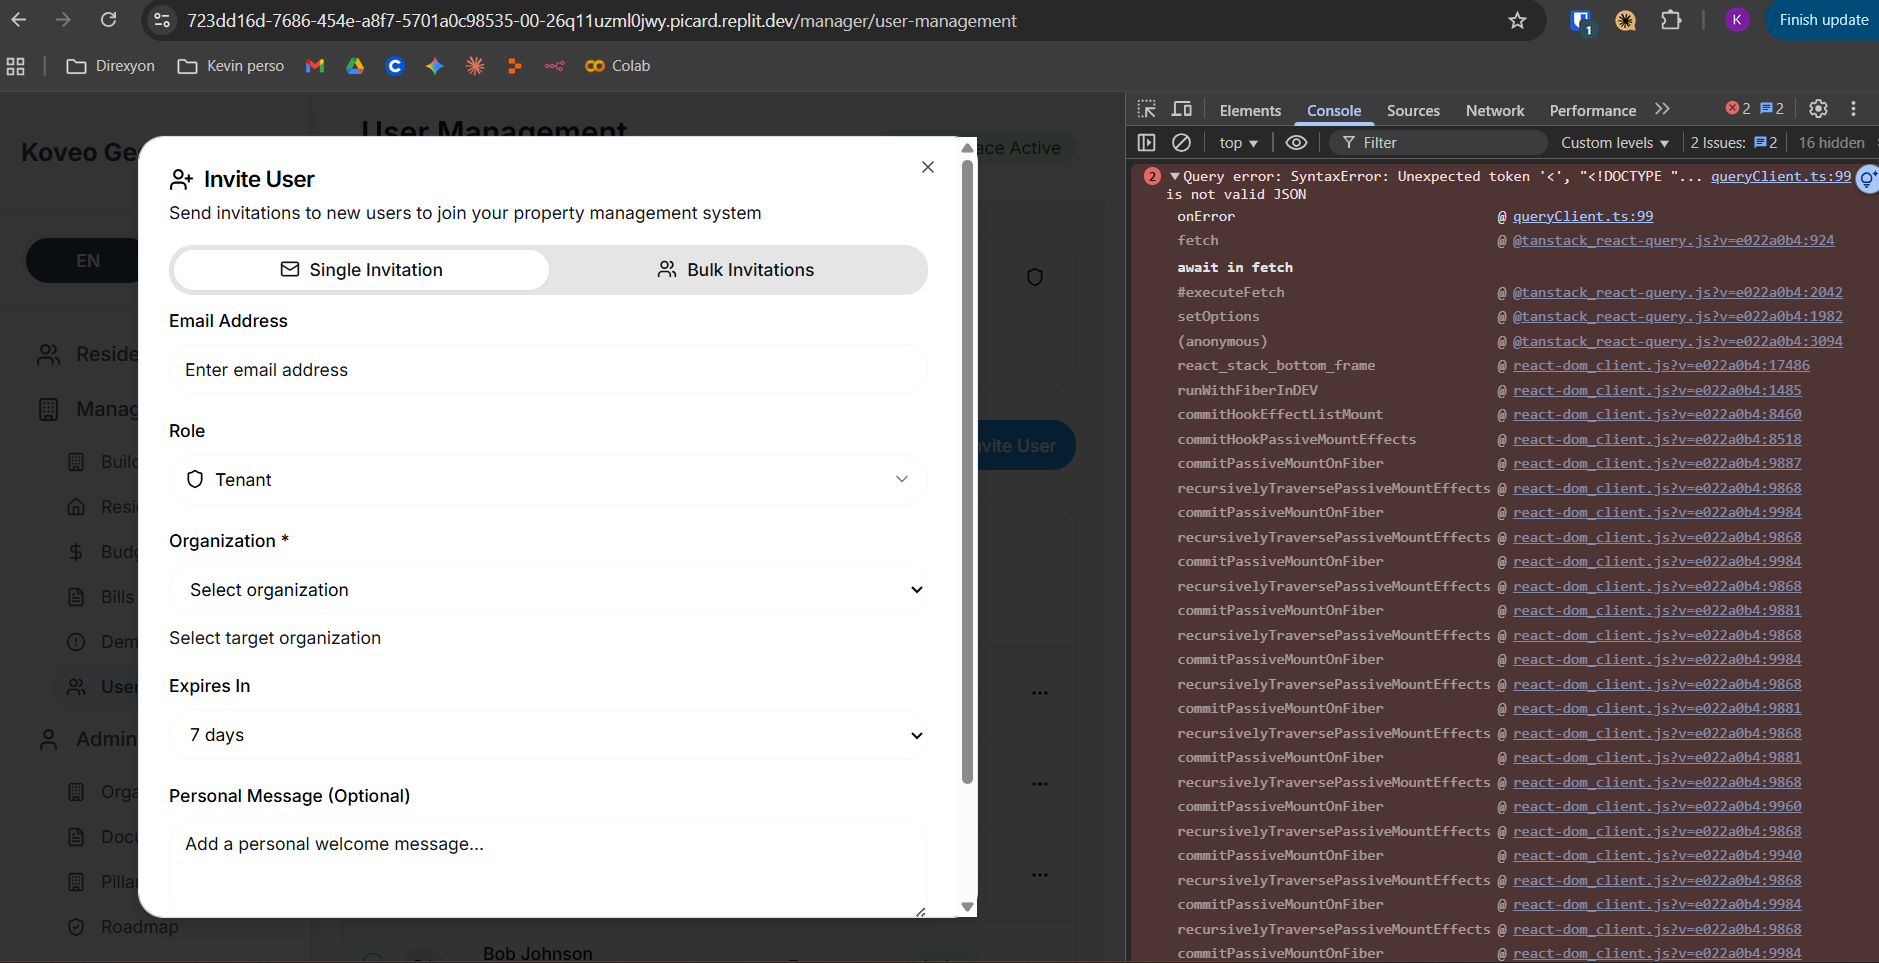 723dd16d-7686-454e-a8f7-5701a0c98535-00-26q11uzml0jwy.picard.replit.dev/manager/user-management
1
K
Finish update
Direxyon
Kevin perso
Colab
User Management
Koveo Ge
ace Active
EN
Reside
Manag
Build
Resi
Budg
Bills
Dem
User
Admin
Orga
Docu
Pilla
Roadmap
nvite User
Bob Johnson
Invite User
Send invitations to new users to join your property management system
Single Invitation
Bulk Invitations
Email Address
Enter email address
Role
Tenant
Organization *
Select organization
Select target organization
Expires In
7 days
Personal Message (Optional)
Add a personal welcome message...
Elements Console Sources Network Performance 2 2
top Filter Custom levels 2 Issues: 2 16 hidden
2 Query error: SyntaxError: Unexpected token '<', "<!DOCTYPE "... queryClient.ts:99
is not valid JSON
onError @ queryClient.ts:99
fetch @ @tanstack_react-query.js?v=e022a0b4:924
await in fetch
#executeFetch @ @tanstack_react-query.js?v=e022a0b4:2042
setOptions @ @tanstack_react-query.js?v=e022a0b4:1982
(anonymous) @ @tanstack_react-query.js?v=e022a0b4:3094
react_stack_bottom_frame @ react-dom_client.js?v=e022a0b4:17486
runWithFiberInDEV @ react-dom_client.js?v=e022a0b4:1485
commitHookEffectListMount @ react-dom_client.js?v=e022a0b4:8460
commitHookPassiveMountEffects @ react-dom_client.js?v=e022a0b4:8518
commitPassiveMountOnFiber @ react-dom_client.js?v=e022a0b4:9887
recursivelyTraversePassiveMountEffects @ react-dom_client.js?v=e022a0b4:9868
commitPassiveMountOnFiber @ react-dom_client.js?v=e022a0b4:9984
recursivelyTraversePassiveMountEffects @ react-dom_client.js?v=e022a0b4:9868
commitPassiveMountOnFiber @ react-dom_client.js?v=e022a0b4:9984
recursivelyTraversePassiveMountEffects @ react-dom_client.js?v=e022a0b4:9868
commitPassiveMountOnFiber @ react-dom_client.js?v=e022a0b4:9881
recursivelyTraversePassiveMountEffects @ react-dom_client.js?v=e022a0b4:9868
commitPassiveMountOnFiber @ react-dom_client.js?v=e022a0b4:9984
recursivelyTraversePassiveMountEffects @ react-dom_client.js?v=e022a0b4:9868
commitPassiveMountOnFiber @ react-dom_client.js?v=e022a0b4:9881
recursivelyTraversePassiveMountEffects @ react-dom_client.js?v=e022a0b4:9868
commitPassiveMountOnFiber @ react-dom_client.js?v=e022a0b4:9881
recursivelyTraversePassiveMountEffects @ react-dom_client.js?v=e022a0b4:9868
commitPassiveMountOnFiber @ react-dom_client.js?v=e022a0b4:9960
recursivelyTraversePassiveMountEffects @ react-dom_client.js?v=e022a0b4:9868
commitPassiveMountOnFiber @ react-dom_client.js?v=e022a0b4:9940
recursivelyTraversePassiveMountEffects @ react-dom_client.js?v=e022a0b4:9868
commitPassiveMountOnFiber @ react-dom_client.js?v=e022a0b4:9984
recursivelyTraversePassiveMountEffects @ react-dom_client.js?v=e022a0b4:9868
commitPassiveMountOnFiber @ react-dom_client.js?v=e022a0b4:9984